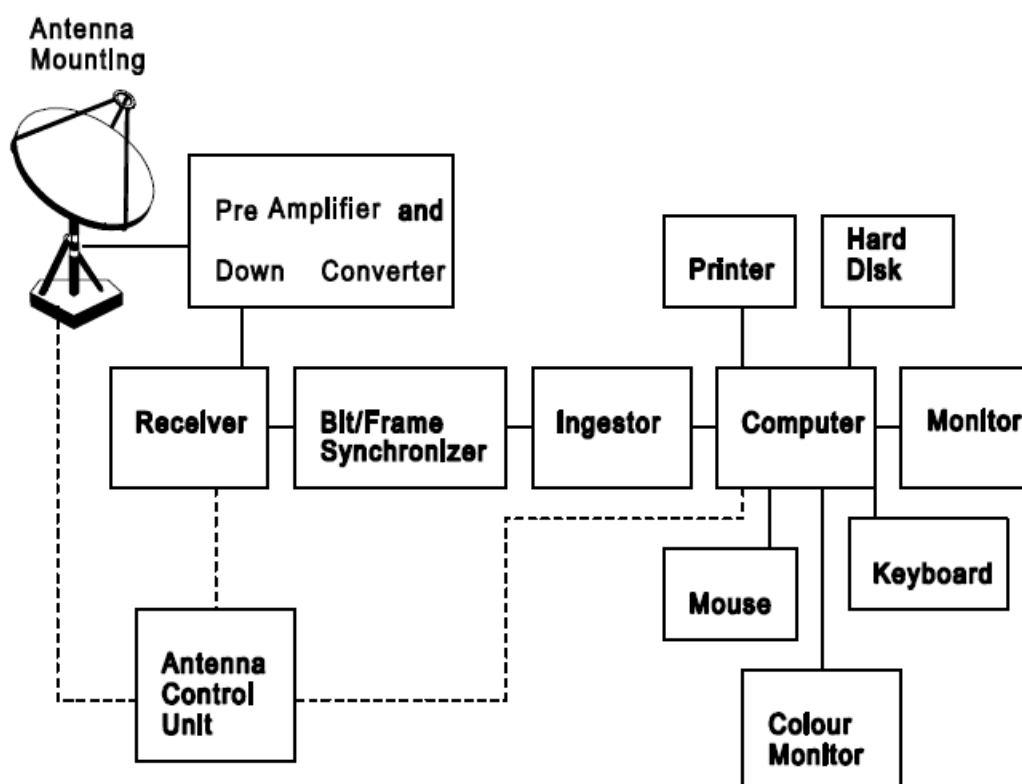 Antenna
Mounting
Pre Amplifier and
Down Converter
Printer
Hard
Disk
Receiver
Bit/Frame
Synchronizer
Ingestor
Computer
Monitor
Mouse
Keyboard
Antenna
Control
Unit
Colour
Monitor